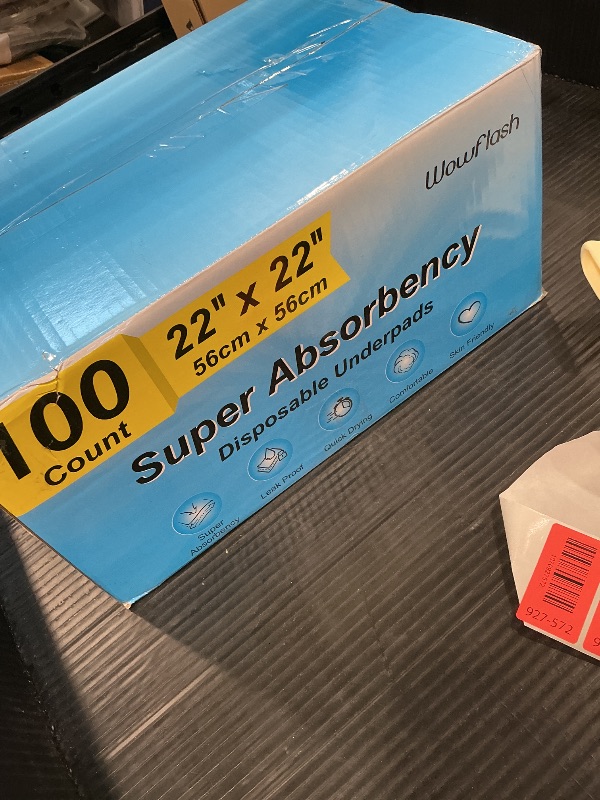 Wowflash
100
Count
22" x 22"
56cm x 56cm
Super Absorbency
Disposable Underpads
Super
Absorbency
Leak Proof
Quick Drying
Comfortable
Skin Friendly
927-572